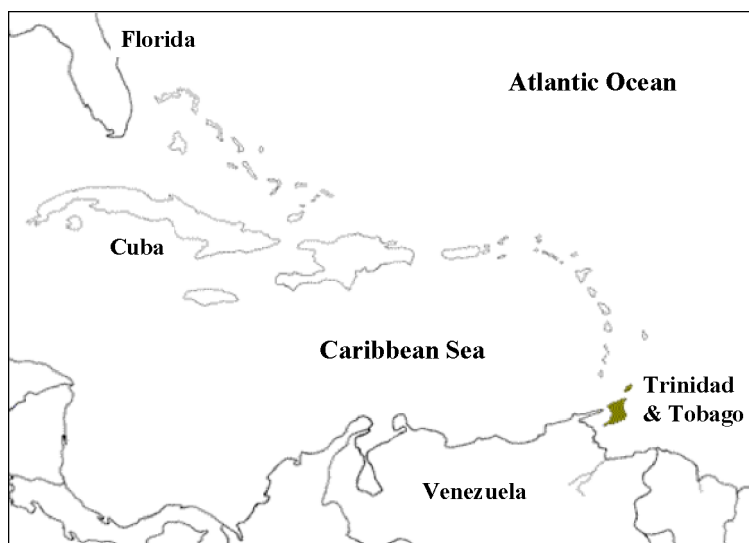 Florida
Atlantic Ocean
Cuba
Caribbean Sea
Trinidad
& Tobago
Venezuela